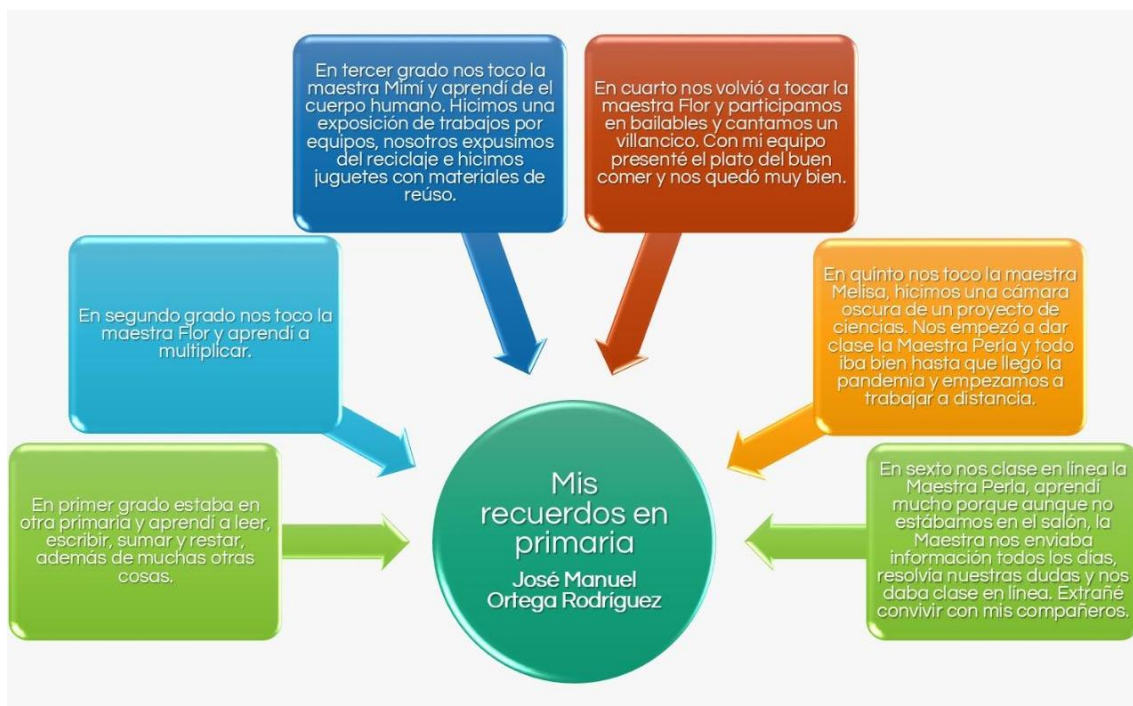 En tercer grado nos toco la
maestra Mimí y aprendí de el
cuerpo humano. Hicimos una
exposición de trabajos por
equipos, nosotros expusimos
del reciclaje e hicimos
juguetes con materiales de
reúso.
En cuarto nos volvió a tocar la
maestra Flor y participamos
en bailables y cantamos un
villancico. Con mi equipo
presenté el plato del buen
comer y nos quedó muy bien.
En segundo grado nos toco la
maestra Flor y aprendí a
multiplicar.
En quinto nos toco la maestra
Melisa, hicimos una cámara
oscura de un proyecto de
ciencias. Nos empezó a dar
clase la Maestra Perla y todo
iba bien hasta que llegó la
pandemia y empezamos a
trabajar a distancia.
En primer grado estaba en
otra primaria y aprendí a leer,
escribir, sumar y restar,
además de muchas otras
cosas.
Mis
recuerdos en
primaria
José Manuel
Ortega Rodríguez
En sexto nos clase en línea la
Maestra Perla, aprendí
mucho porque aunque no
estábamos en el salón, la
Maestra nos enviaba
información todos los días,
resolvía nuestras dudas y nos
daba clase en línea. Extrañé
convivir con mis compañeros.